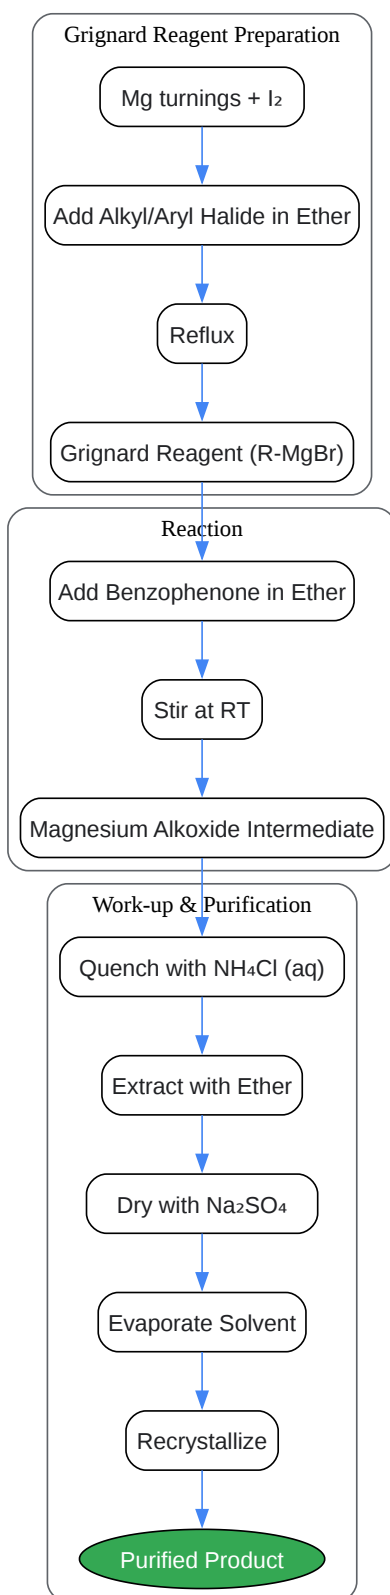 Grignard Reagent Preparation
Mg turnings + I₂
Add Alkyl/Aryl Halide in Ether
Reflux
Grignard Reagent (R-MgBr)
Reaction
Add Benzophenone in Ether
Stir at RT
Magnesium Alkoxide Intermediate
Work-up & Purification
Quench with NH₄Cl (aq)
Extract with Ether
Dry with Na₂SO₄
Evaporate Solvent
Recrystallize
Purified Product